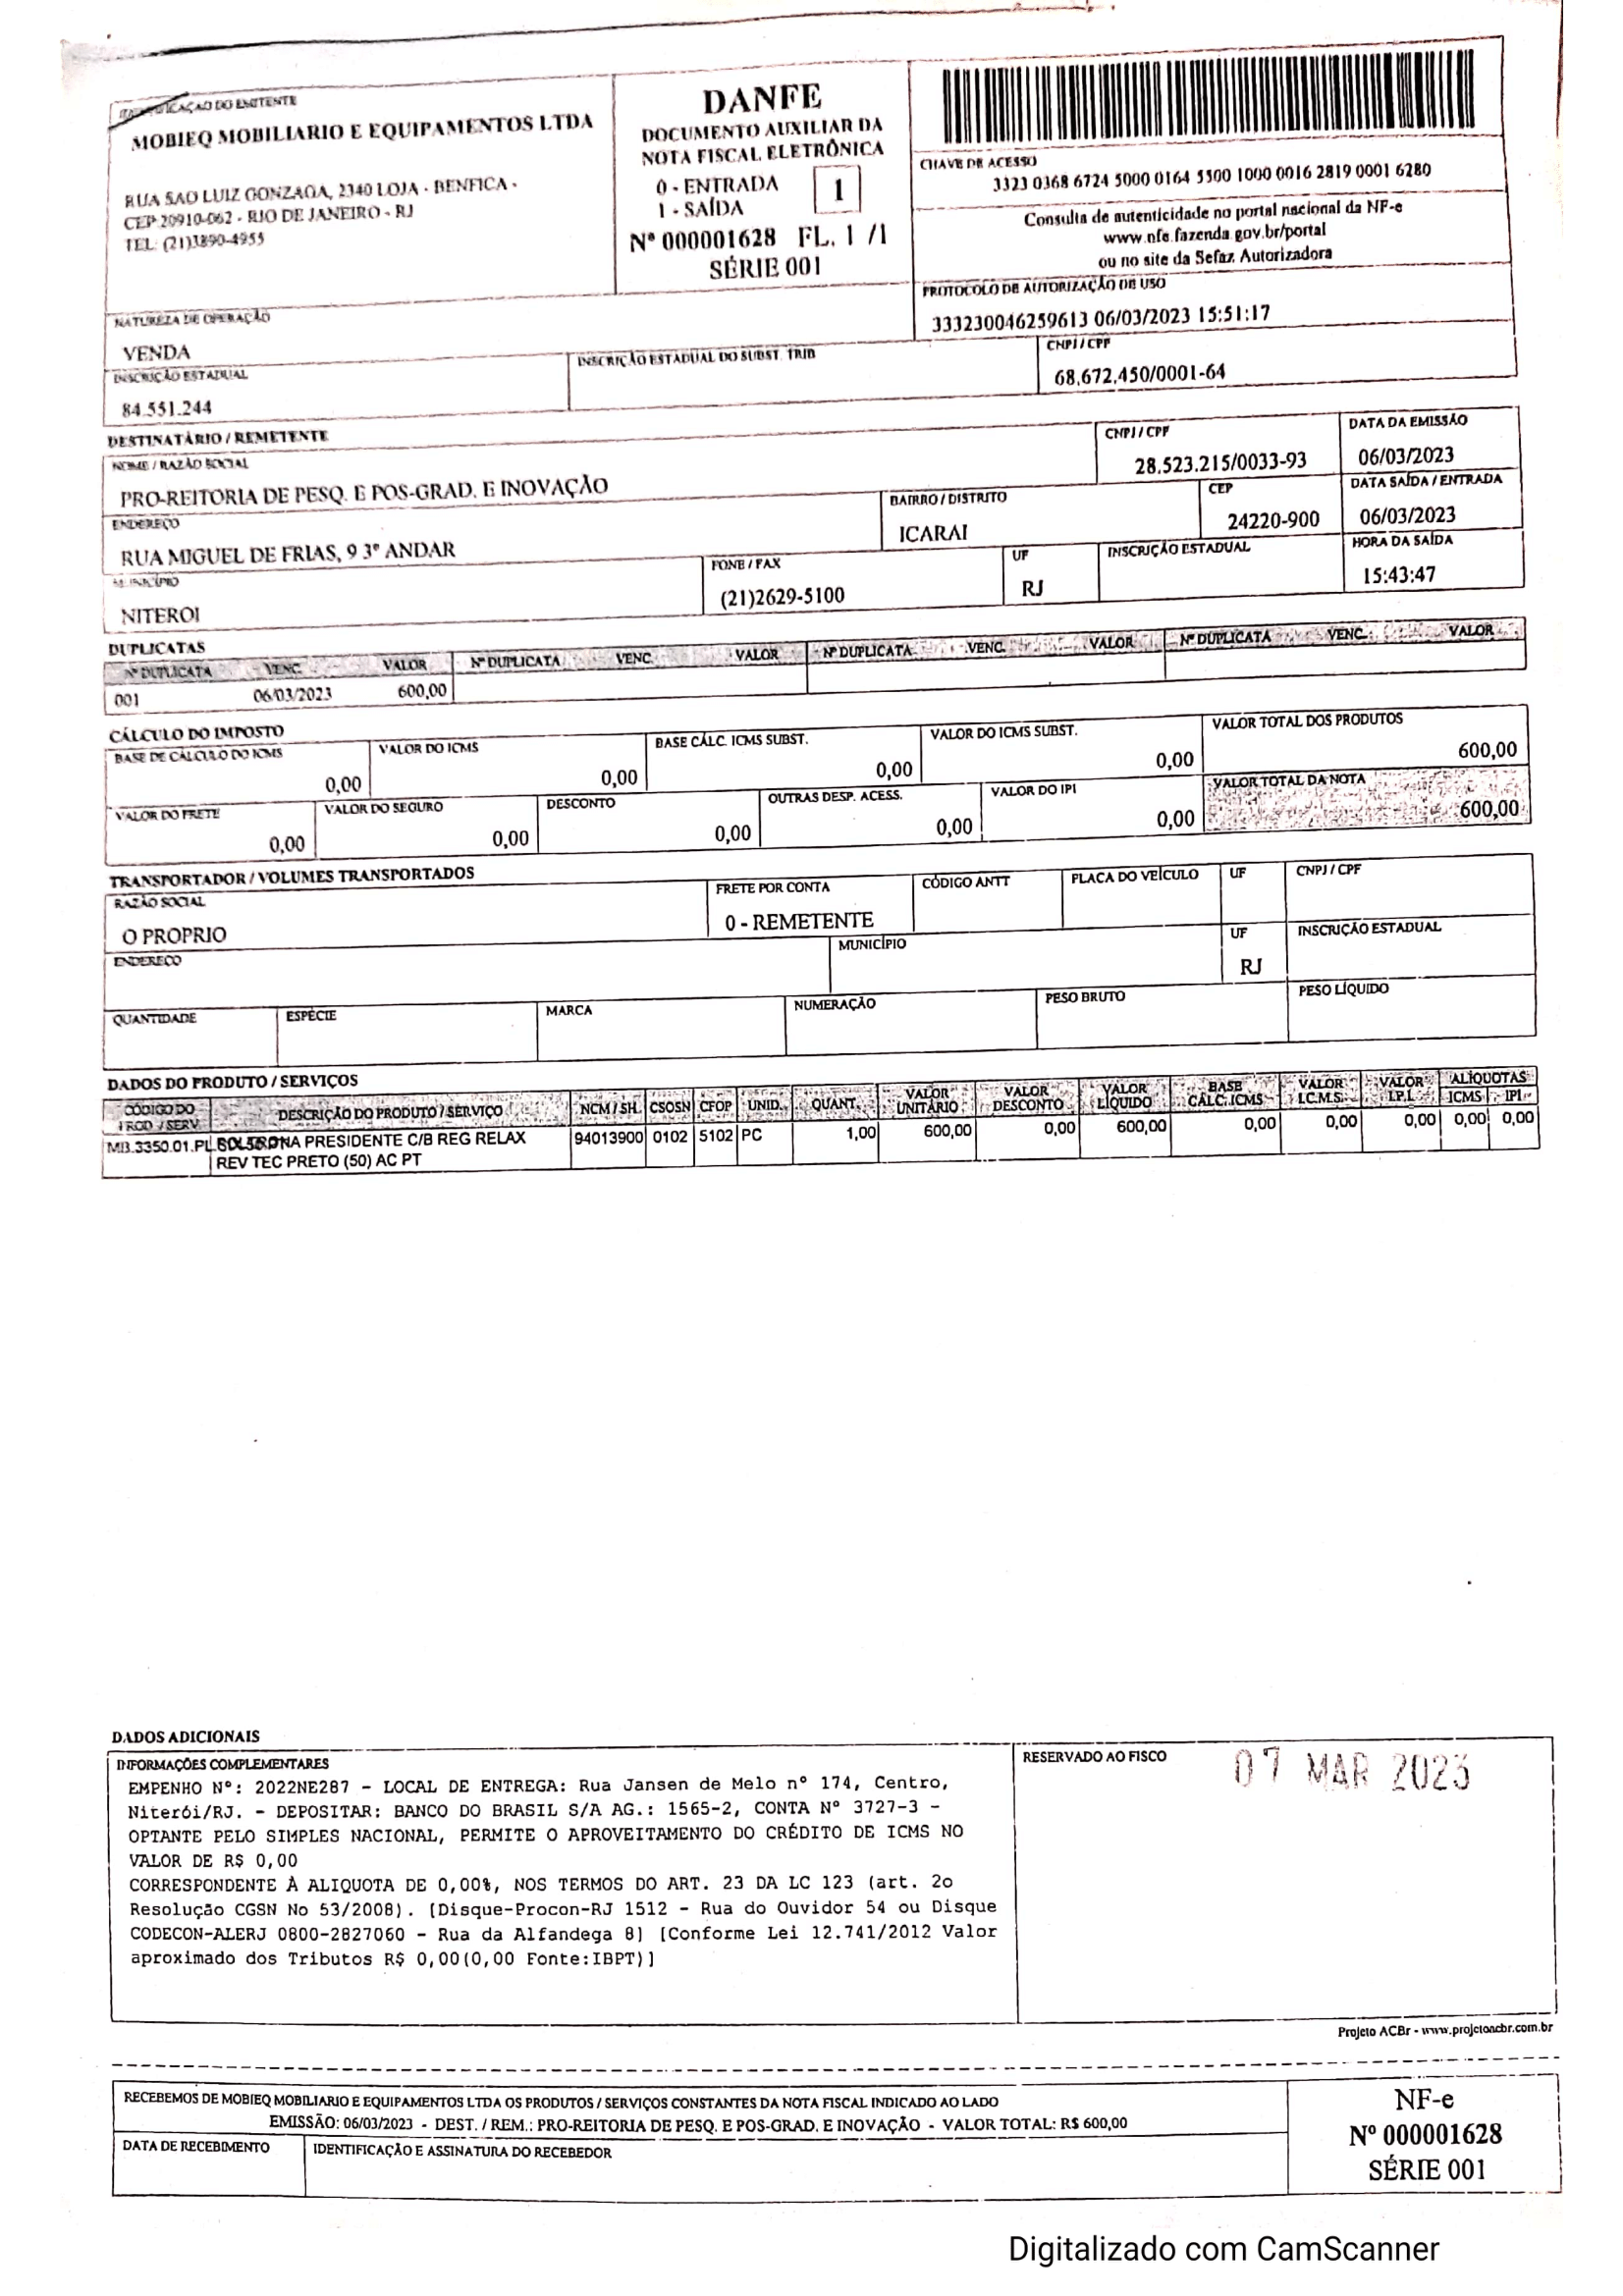 IDENTIFICAÇÃO DO EMITENTE
MOBIEQ MOBILIARIO E EQUIPAMENTOS LTDA
RUA SAO LUIZ GONZAGA, 2340 LOJA - BENFICA -
CEP 20910-062 - RIO DE JANEIRO - RJ
TEL: (21)3890-4955
DANFE
DOCUMENTO AUXILIAR DA
NOTA FISCAL ELETRÔNICA
0 - ENTRADA
1 - SAÍDA
1
Nº 000001628 FL. 1 /1
SÉRIE 001
CHAVE DE ACESSO
3323 0368 6724 5000 0164 5500 1000 0016 2819 0001 6280
Consulta de autenticidade no portal nacional da NF-e
www.nfe.fazenda.gov.br/portal
ou no site da Sefaz Autorizadora
NATUREZA DE OPERAÇÃO
VENDA
PROTOCOLO DE AUTORIZAÇÃO DE USO
333230046259613 06/03/2023 15:51:17
INSCRIÇÃO ESTADUAL
84.551.244
INSCRIÇÃO ESTADUAL DO SUBST. TRIB
CNPJ / CPF
68.672.450/0001-64
DESTINATÁRIO / REMETENTE
NOME / RAZÃO SOCIAL
PRO-REITORIA DE PESQ. E POS-GRAD. E INOVAÇÃO
CNPJ / CPF
28.523.215/0033-93
DATA DA EMISSÃO
06/03/2023
ENDEREÇO
RUA MIGUEL DE FRIAS, 9 3º ANDAR
BAIRRO / DISTRITO
ICARAI
CEP
24220-900
DATA SAÍDA / ENTRADA
06/03/2023
MUNICÍPIO
NITEROI
FONE / FAX
(21)2629-5100
UF
RJ
INSCRIÇÃO ESTADUAL
HORA DA SAÍDA
15:43:47
DUPLICATAS
Nº DUPLICATA VENC. VALOR Nº DUPLICATA VENC. VALOR Nº DUPLICATA VENC. VALOR Nº DUPLICATA VENC. VALOR
001 06/03/2023 600,00
CÁLCULO DO IMPOSTO
BASE DE CÁLCULO DO ICMS
0,00
VALOR DO ICMS
0,00
BASE CÁLC. ICMS SUBST.
0,00
VALOR DO ICMS SUBST.
0,00
VALOR TOTAL DOS PRODUTOS
600,00
VALOR DO FRETE
0,00
VALOR DO SEGURO
0,00
DESCONTO
0,00
OUTRAS DESP. ACESS.
0,00
VALOR DO IPI
0,00
VALOR TOTAL DA NOTA
600,00
TRANSPORTADOR / VOLUMES TRANSPORTADOS
RAZÃO SOCIAL
O PROPRIO
FRETE POR CONTA
0 - REMETENTE
CÓDIGO ANTT
PLACA DO VEÍCULO
UF
CNPJ / CPF
ENDEREÇO
MUNICÍPIO
UF
RJ
INSCRIÇÃO ESTADUAL
QUANTIDADE
ESPÉCIE
MARCA
NUMERAÇÃO
PESO BRUTO
PESO LÍQUIDO
DADOS DO PRODUTO / SERVIÇOS
CÓDIGO DO PROD / SERV. DESCRIÇÃO DO PRODUTO / SERVIÇO NCM / SH CSOSN CFOP UNID. QUANT. VALOR UNITÁRIO VALOR DESCONTO VALOR LÍQUIDO BASE CÁLC. ICMS VALOR I.C.M.S. VALOR I.P.I. ALÍQUOTAS ICMS IPI
MB.3350.01.PL POLTRONA PRESIDENTE C/B REG RELAX 94013900 0102 5102 PC 1,00 600,00 0,00 600,00 0,00 0,00 0,00 0,00 0,00
REV TEC PRETO (50) AC PT
DADOS ADICIONAIS
INFORMAÇÕES COMPLEMENTARES
EMPENHO Nº: 2022NE287 - LOCAL DE ENTREGA: Rua Jansen de Melo nº 174, Centro,
Niterói/RJ. - DEPOSITAR: BANCO DO BRASIL S/A AG.: 1565-2, CONTA Nº 3727-3 -
OPTANTE PELO SIMPLES NACIONAL, PERMITE O APROVEITAMENTO DO CRÉDITO DE ICMS NO
VALOR DE R$ 0,00
CORRESPONDENTE À ALIQUOTA DE 0,00%, NOS TERMOS DO ART. 23 DA LC 123 (art. 2o
Resolução CGSN No 53/2008). [Disque-Procon-RJ 1512 - Rua do Ouvidor 54 ou Disque
CODECON-ALERJ 0800-2827060 - Rua da Alfandega 8] [Conforme Lei 12.741/2012 Valor
aproximado dos Tributos R$ 0,00(0,00 Fonte:IBPT)]
RESERVADO AO FISCO
07 MAR 2023
Projeto ACBr - www.projetoacbr.com.br
RECEBEMOS DE MOBIEQ MOBILIARIO E EQUIPAMENTOS LTDA OS PRODUTOS / SERVIÇOS CONSTANTES DA NOTA FISCAL INDICADO AO LADO
EMISSÃO: 06/03/2023 - DEST. / REM.: PRO-REITORIA DE PESQ. E POS-GRAD. E INOVAÇÃO - VALOR TOTAL: R$ 600,00
DATA DE RECEBIMENTO
IDENTIFICAÇÃO E ASSINATURA DO RECEBEDOR
NF-e
Nº 000001628
SÉRIE 001
Digitalizado com CamScanner